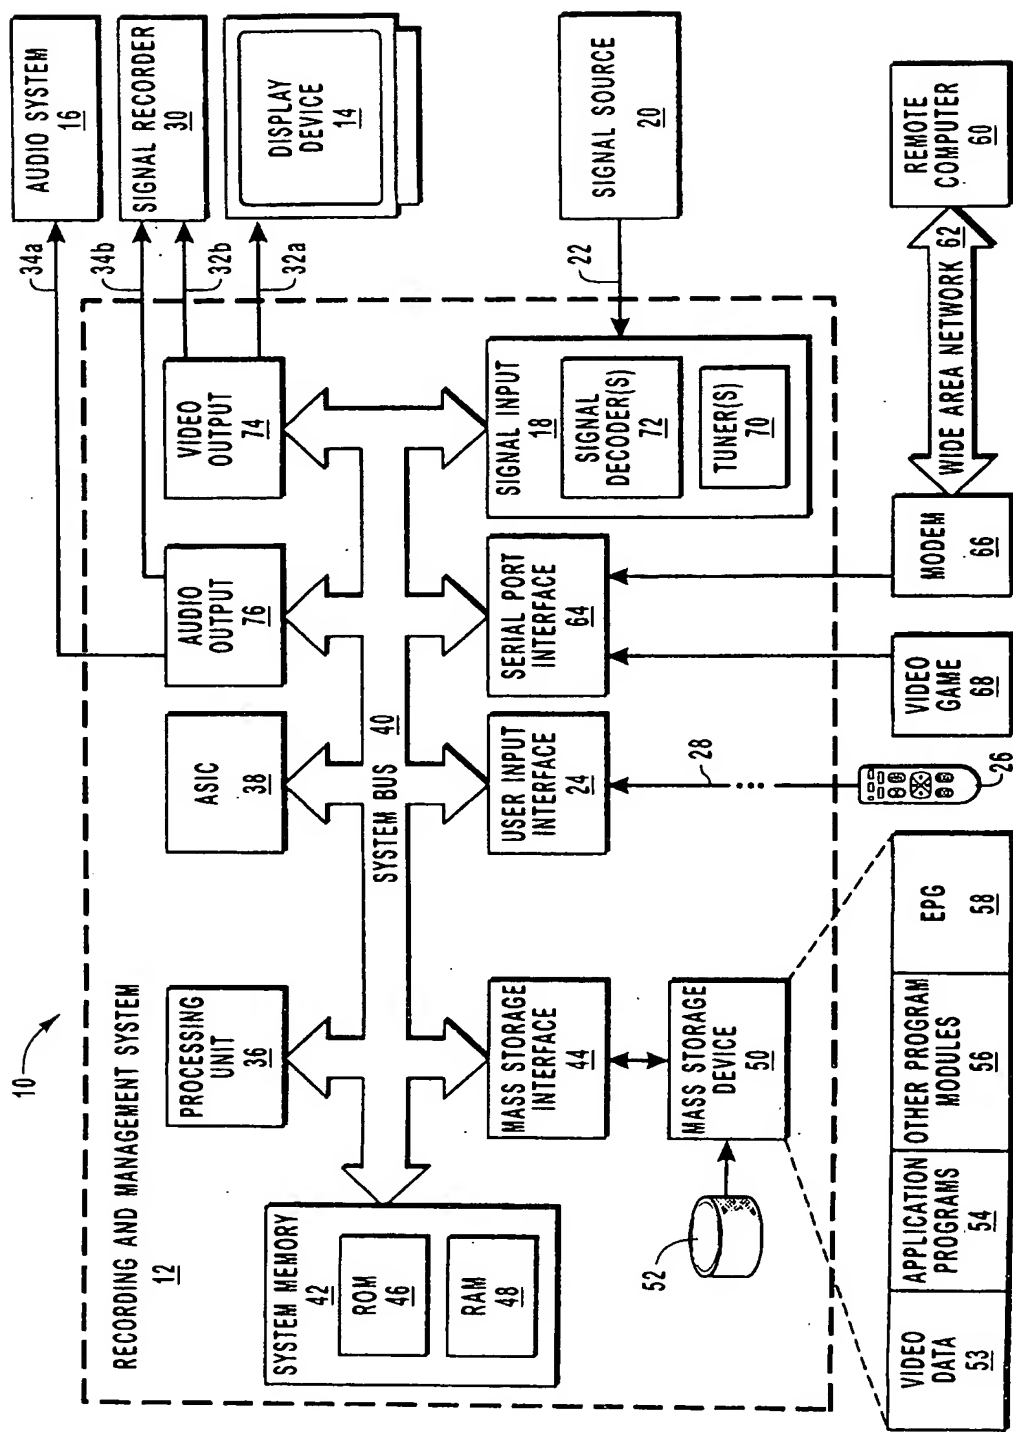 10
RECORDING AND MANAGEMENT SYSTEM
12
SYSTEM MEMORY
42
ROM
46
RAM
48
PROCESSING
UNIT
36
ASIC
38
AUDIO
OUTPUT
76
VIDEO
OUTPUT
74
SYSTEM BUS 40
MASS STORAGE
INTERFACE
44
USER INPUT
INTERFACE
24
SERIAL PORT
INTERFACE
64
SIGNAL INPUT
18
SIGNAL
DECODER(S)
72
TUNER(S)
70
52
MASS STORAGE
DEVICE
50
34a
34b
32b
32a
22
28
AUDIO SYSTEM
16
SIGNAL RECORDER
30
DISPLAY
DEVICE
14
SIGNAL SOURCE
20
VIDEO
DATA
53
APPLICATION
PROGRAMS
54
OTHER PROGRAM
MODULES
56
EPG
58
26
VIDEO
GAME
68
MODEM
66
WIDE AREA NETWORK 62
REMOTE
COMPUTER
60